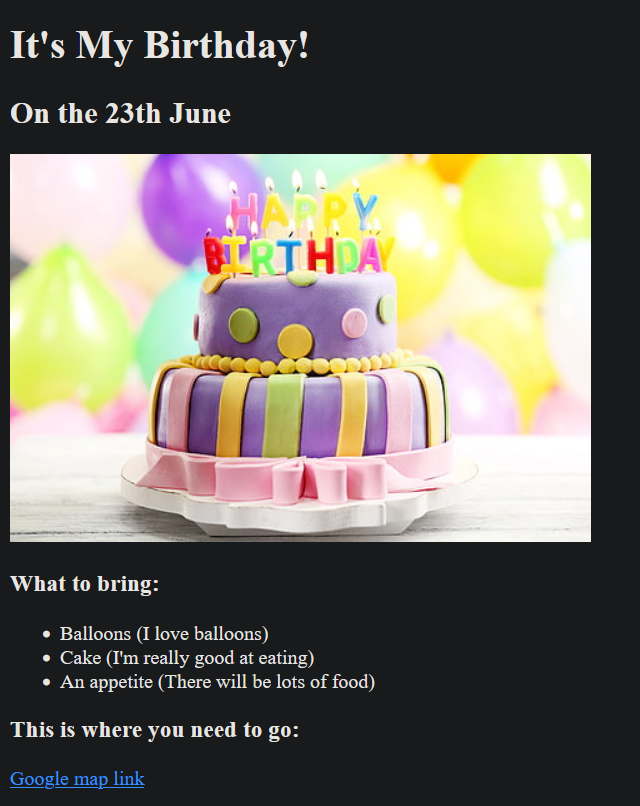 It's My Birthday!
On the 23th June
HAPPY
BIRTHDAY
What to bring:
Balloons (I love balloons)
Cake (I'm really good at eating)
An appetite (There will be lots of food)
This is where you need to go:
Google map link